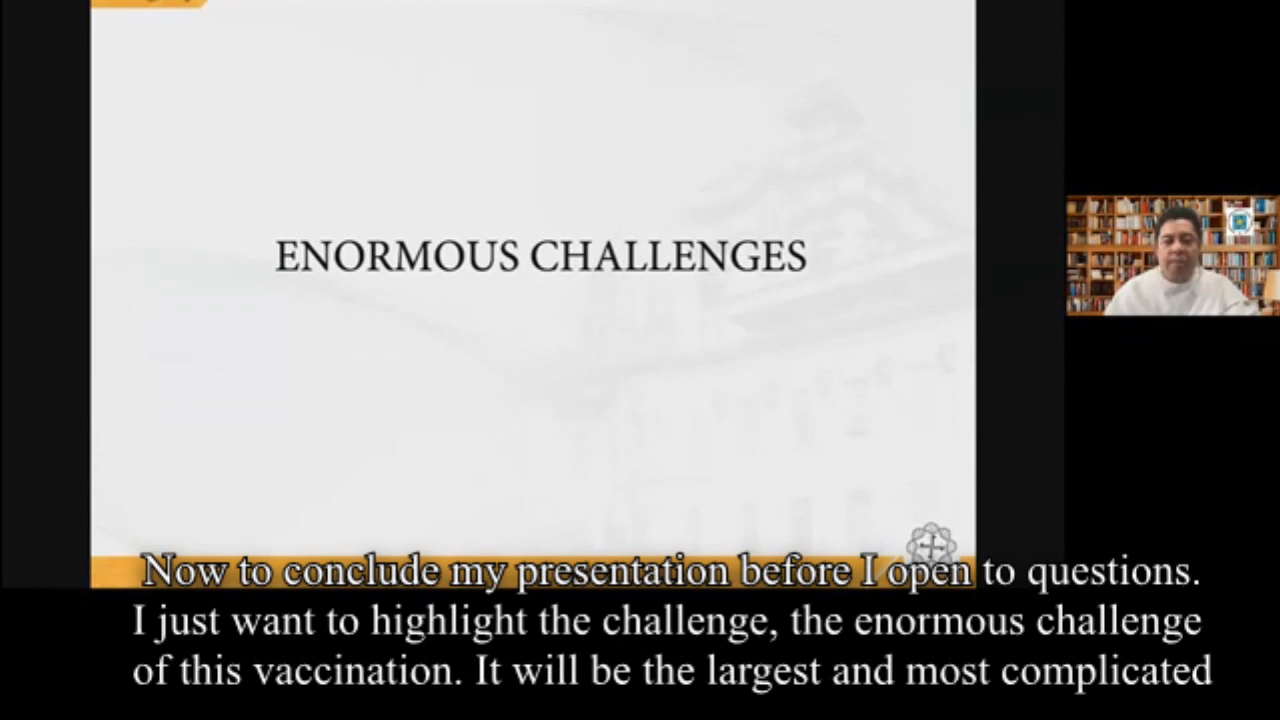 ENORMOUS CHALLENGES
Now to conclude my presentation before I open to questions.
I just want to highlight the challenge, the enormous challenge
of this vaccination. It will be the largest and most complicated